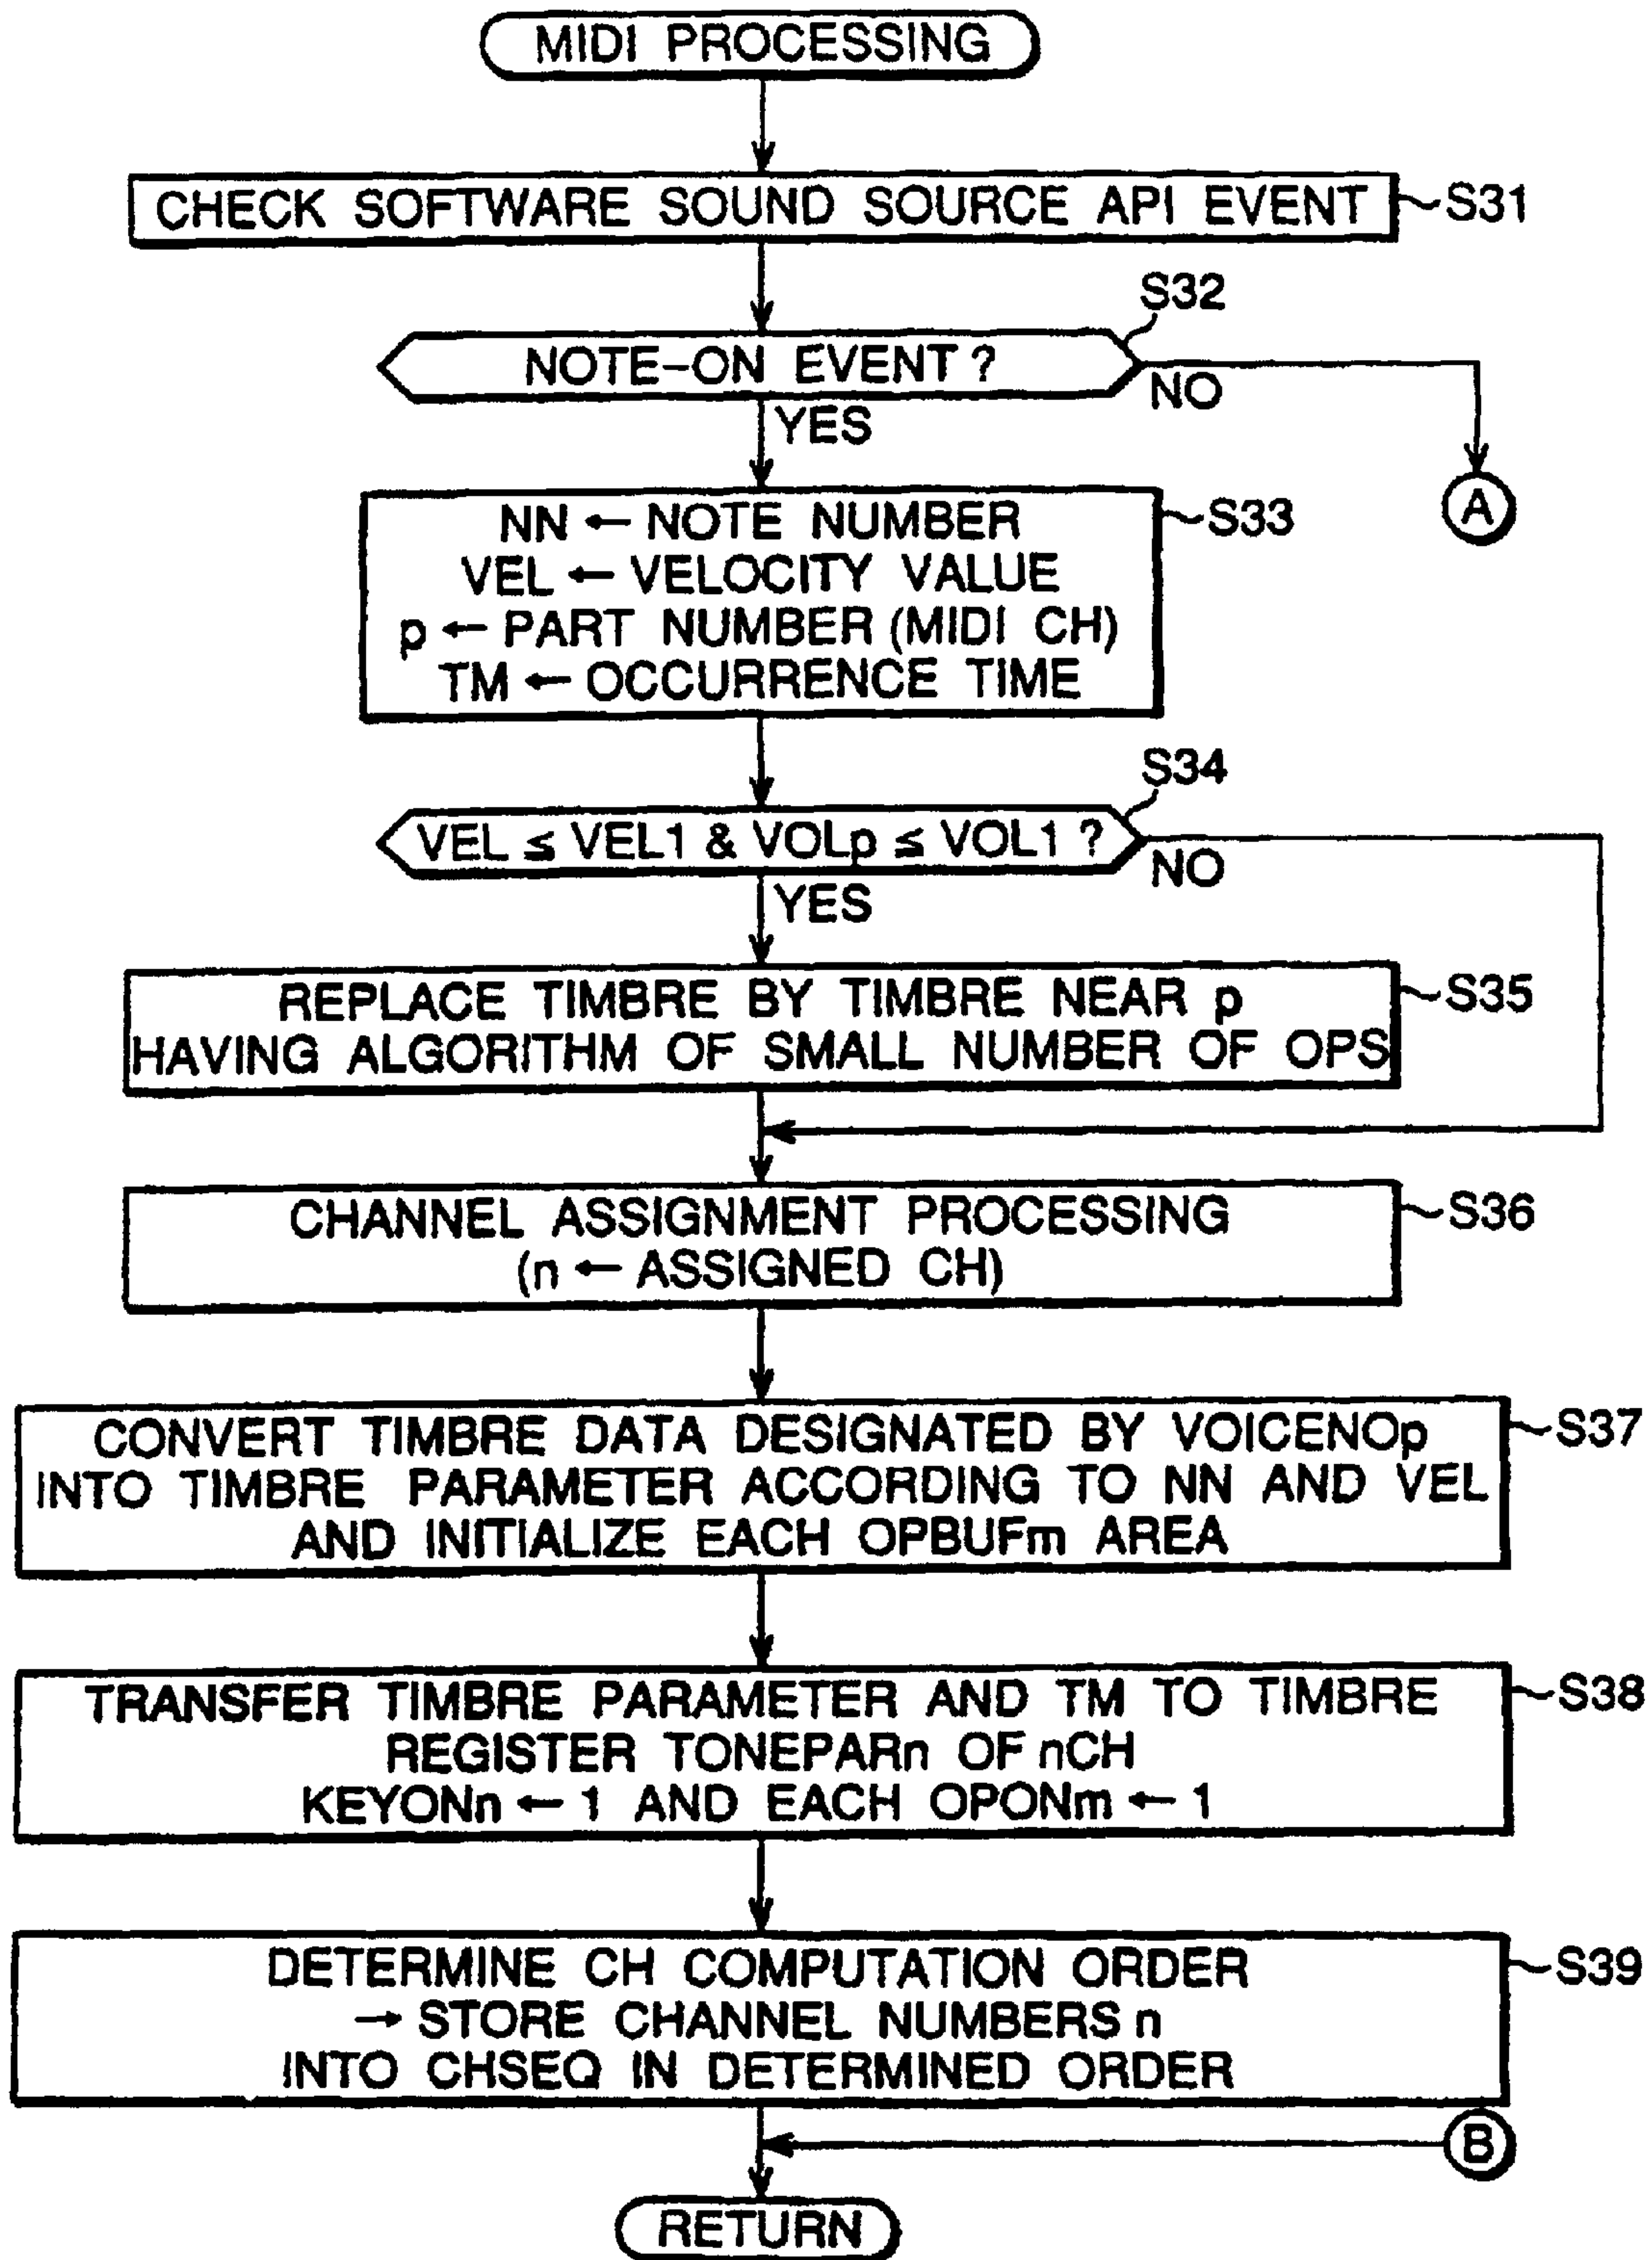 MIDI PROCESSING
CHECK SOFTWARE SOUND SOURCE API EVENT
S31
S32
NOTE-ON EVENT ?
NO
YES
A
NN ← NOTE NUMBER
VEL ← VELOCITY VALUE
p ← PART NUMBER (MIDI CH)
TM ← OCCURRENCE TIME
S33
S34
VEL ≦ VEL1 & VOLp ≦ VOL1 ?
NO
YES
REPLACE TIMBRE BY TIMBRE NEAR p
HAVING ALGORITHM OF SMALL NUMBER OF OPS
S35
CHANNEL ASSIGNMENT PROCESSING
(n ← ASSIGNED CH)
S36
CONVERT TIMBRE DATA DESIGNATED BY VOICENOp
INTO TIMBRE PARAMETER ACCORDING TO NN AND VEL
AND INITIALIZE EACH OPBUFm AREA
S37
TRANSFER TIMBRE PARAMETER AND TM TO TIMBRE
REGISTER TONEPARn OF nCH
KEYONn ← 1 AND EACH OPONm ← 1
S38
DETERMINE CH COMPUTATION ORDER
→ STORE CHANNEL NUMBERS n
INTO CHSEQ IN DETERMINED ORDER
S39
B
RETURN